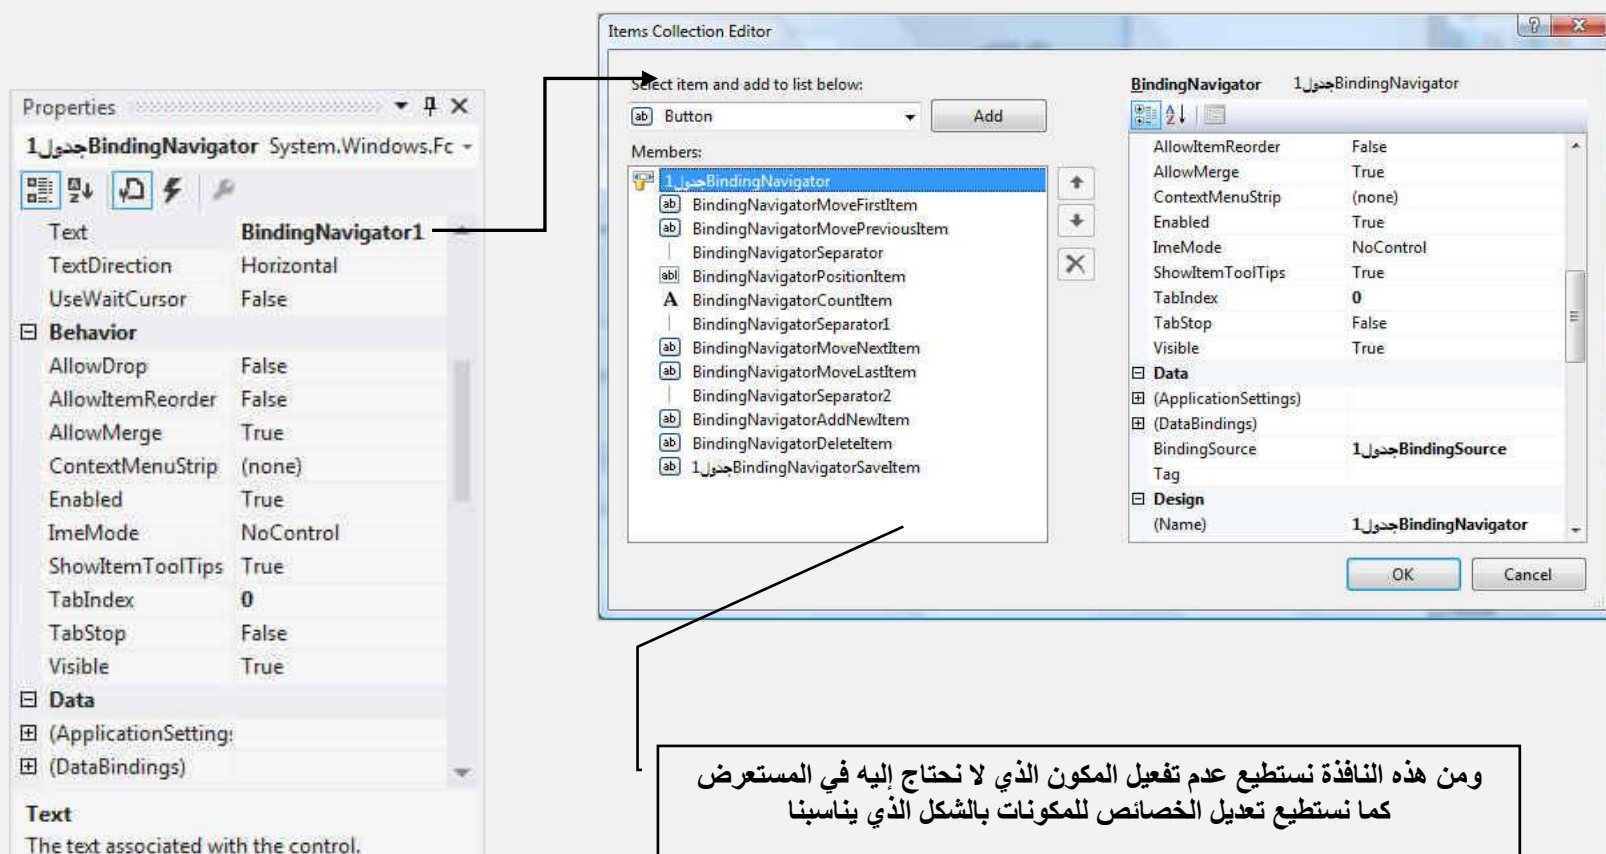 Properties
جدول1BindingNavigator System.Windows.Fc
Text BindingNavigator1
TextDirection Horizontal
UseWaitCursor False
Behavior
AllowDrop False
AllowItemReorder False
AllowMerge True
ContextMenuStrip (none)
Enabled True
ImeMode NoControl
ShowItemToolTips True
TabIndex 0
TabStop False
Visible True
Data
(ApplicationSettings
(DataBindings)
Text
The text associated with the control.
Items Collection Editor
Select item and add to list below:
Button Add
Members:
جدول1BindingNavigator
BindingNavigatorMoveFirstItem
BindingNavigatorMovePreviousItem
BindingNavigatorSeparator
BindingNavigatorPositionItem
BindingNavigatorCountItem
BindingNavigatorSeparator1
BindingNavigatorMoveNextItem
BindingNavigatorMoveLastItem
BindingNavigatorSeparator2
BindingNavigatorAddNewItem
BindingNavigatorDeleteItem
جدول1BindingNavigatorSaveItem
BindingNavigator جدول1BindingNavigator
AllowItemReorder False
AllowMerge True
ContextMenuStrip (none)
Enabled True
ImeMode NoControl
ShowItemToolTips True
TabIndex 0
TabStop False
Visible True
Data
(ApplicationSettings)
(DataBindings)
BindingSource جدول1BindingSource
Tag
Design
(Name) جدول1BindingNavigator
OK Cancel
ومن هذه النافذة نستطيع عدم تفعيل المكون الذي لا نحتاج إليه في المستعرض
كما نستطيع تعديل الخصائص للمكونات بالشكل الذي يناسبنا